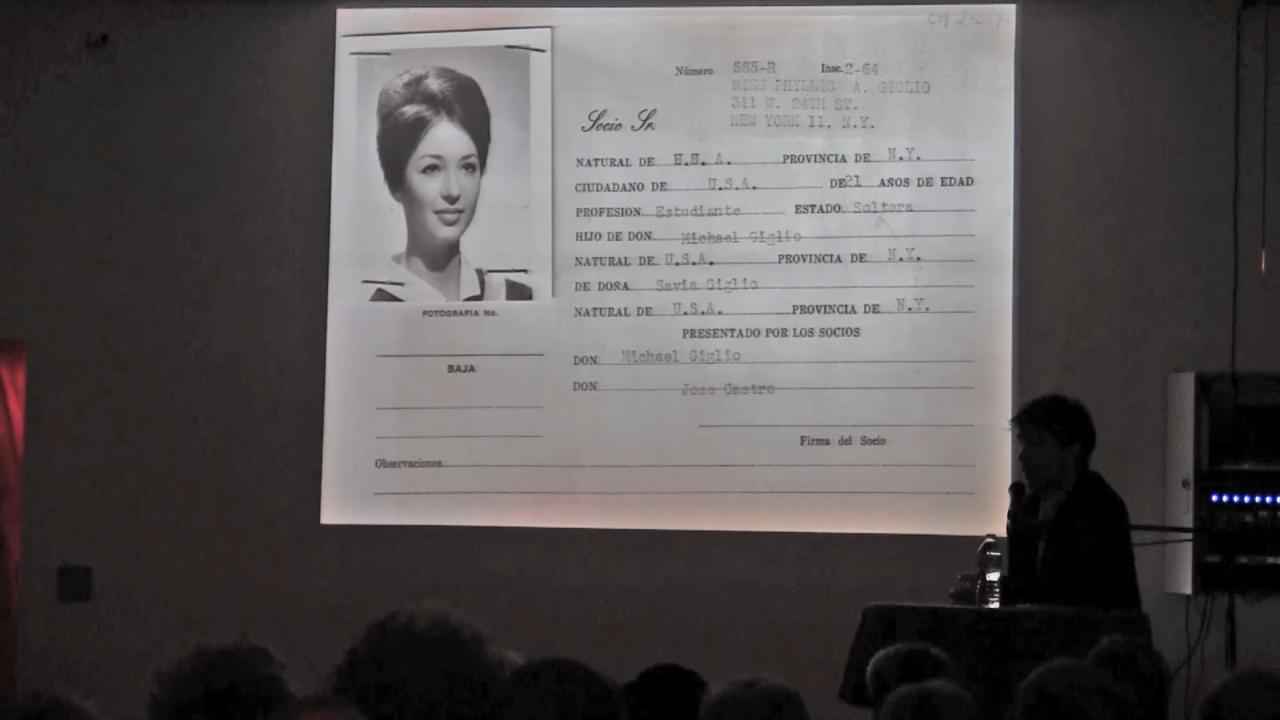 Número 565-R Insc. 2-64
MISS PHYLLIS A. GIGLIO
311 W. 24TH ST.
NEW YORK 11, N.Y.
Socio Sr.
NATURAL DE H.H. A. PROVINCIA DE N.Y.
CIUDADANO DE U.S.A. DE 21 AÑOS DE EDAD
PROFESION Estudiante ESTADO Soltera
HIJO DE DON Michael Giglio
NATURAL DE U.S.A. PROVINCIA DE N.Y.
DE DOÑA Savia Giglio
NATURAL DE U.S.A. PROVINCIA DE N.Y.
PRESENTADO POR LOS SOCIOS
DON Michael Giglio
DON Jose Castro
Firma del Socio
FOTOGRAFIA No.
BAJA
Observaciones